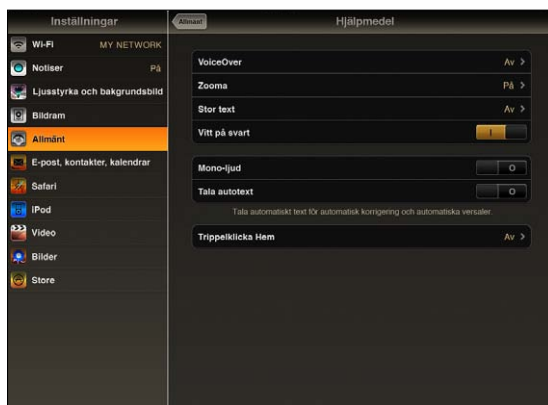 Inställningar
Wi-Fi MY NETWORK
Notiser På
Ljusstyrka och bakgrundsbild
Bildram
Allmänt
E-post, kontakter, kalendrar
Safari
iPod
Video
Bilder
Store
Allmänt
Hjälpmedel
VoiceOver Av
Zooma På
Stor text Av
Vitt på svart I
Mono-ljud O
Tala autotext O
Tala automatiskt text för automatisk korrigering och automatiska versaler.
Trippelklicka Hem Av